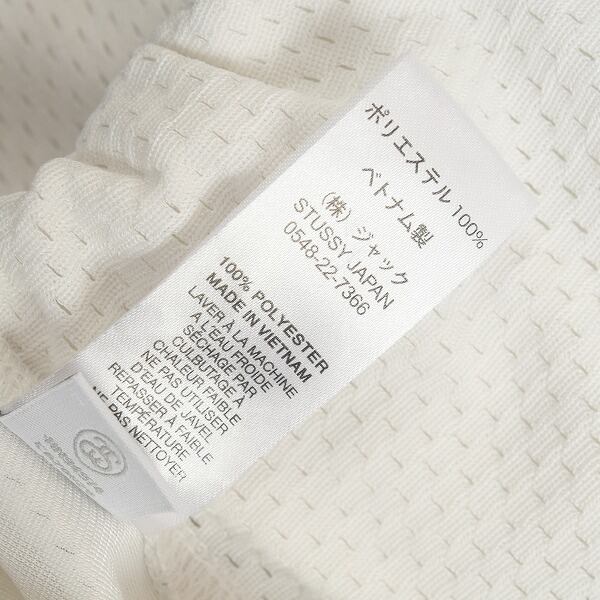 ポリエステル 100%
ベトナム製
(株) ジャック
STUSSY JAPAN
0548-22-7366
100% POLYESTER
MADE IN VIETNAM
LAVER À LA MACHINE
A L'EAU FROIDE
SÉCHAGE PAR
CULBUTAGE À
CHALEUR FAIBLE
NE PAS UTILISER
D'EAU DE JAVEL
REPASSER À FAIBLE
TEMPÉRATURE
NE PAS NETTOYER